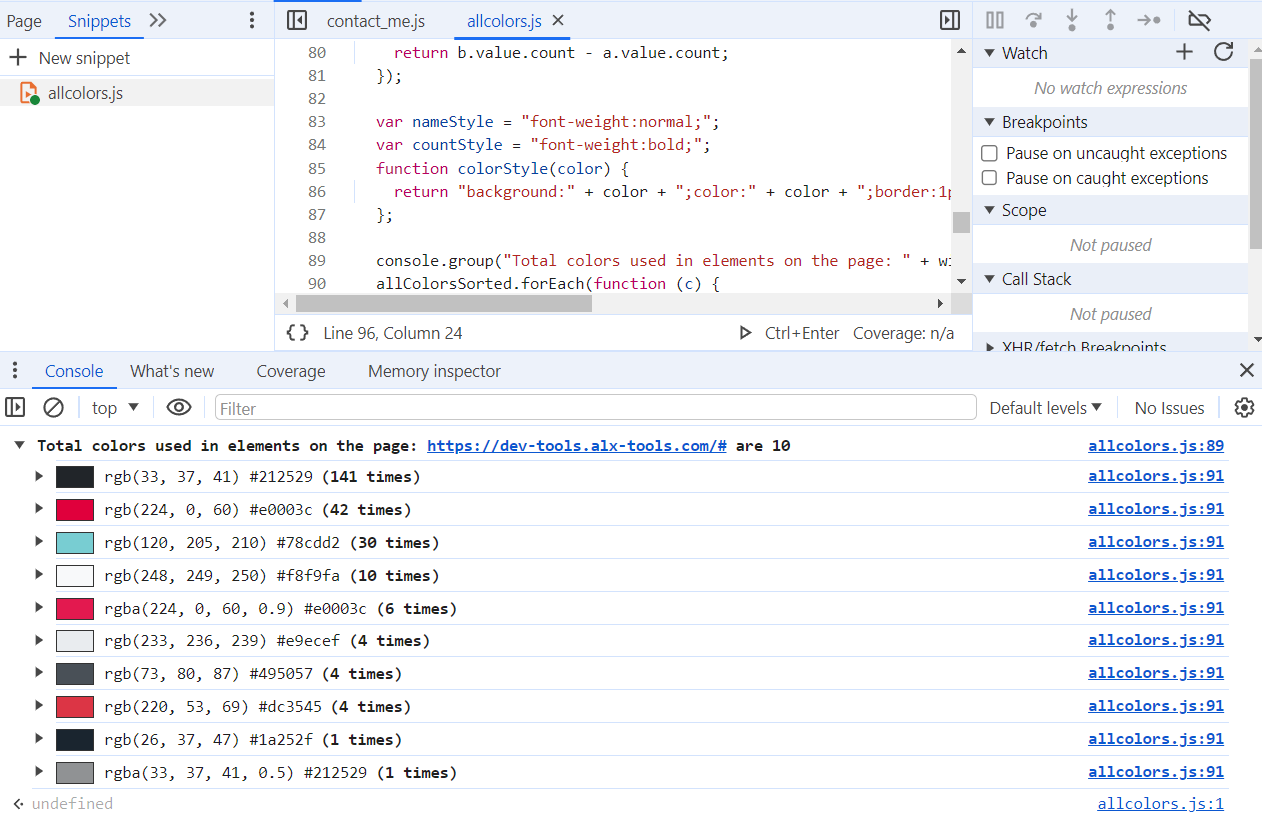 Page Snippets
New snippet
allcolors.js
contact_me.js allcolors.js
80 return b.value.count - a.value.count;
81 });
82
83 var nameStyle = "font-weight:normal;";
84 var countStyle = "font-weight:bold;";
85 function colorStyle(color) {
86 return "background:" + color + ";color:" + color + ";border:1p
87 };
88
89 console.group("Total colors used in elements on the page: " + wi
90 allColorsSorted.forEach(function (c) {
{} Line 96, Column 24 Ctrl+Enter Coverage: n/a
Watch
No watch expressions
Breakpoints
Pause on uncaught exceptions
Pause on caught exceptions
Scope
Not paused
Call Stack
Not paused
XHR/fetch Breakpoints
Console What's new Coverage Memory inspector
top Filter Default levels No Issues
Total colors used in elements on the page: https://dev-tools.alx-tools.com/# are 10 allcolors.js:89
rgb(33, 37, 41) #212529 (141 times) allcolors.js:91
rgb(224, 0, 60) #e0003c (42 times) allcolors.js:91
rgb(120, 205, 210) #78cdd2 (30 times) allcolors.js:91
rgb(248, 249, 250) #f8f9fa (10 times) allcolors.js:91
rgba(224, 0, 60, 0.9) #e0003c (6 times) allcolors.js:91
rgb(233, 236, 239) #e9ecef (4 times) allcolors.js:91
rgb(73, 80, 87) #495057 (4 times) allcolors.js:91
rgb(220, 53, 69) #dc3545 (4 times) allcolors.js:91
rgb(26, 37, 47) #1a252f (1 times) allcolors.js:91
rgba(33, 37, 41, 0.5) #212529 (1 times) allcolors.js:91
undefined allcolors.js:1